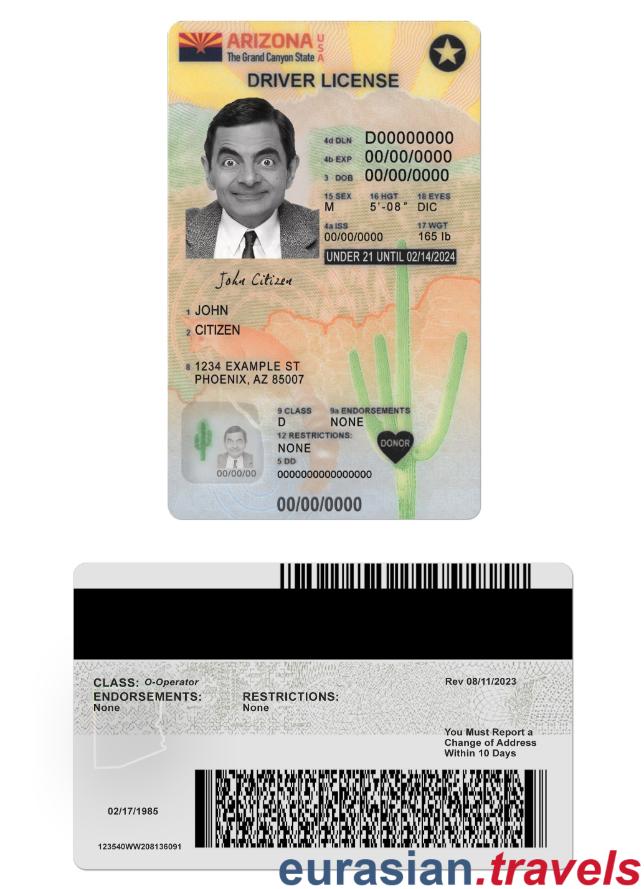 ARIZONA USA
The Grand Canyon State
DRIVER LICENSE
4d DLN D00000000
4b EXP 00/00/0000
3 DOB 00/00/0000
15 SEX 16 HGT 18 EYES
M 5'-08" DIC
4a ISS 17 WGT
00/00/0000 165 lb
UNDER 21 UNTIL 02/14/2024
John Citizen
1 JOHN
2 CITIZEN
8 1234 EXAMPLE ST
PHOENIX, AZ 85007
9 CLASS 9a ENDORSEMENTS
D NONE
12 RESTRICTIONS:
NONE
DONOR
5 DD
0000000000000000
00/00/00
00/00/0000
CLASS: O-Operator
Rev 08/11/2023
ENDORSEMENTS: RESTRICTIONS:
None None
You Must Report a
Change of Address
Within 10 Days
02/17/1985
123540WW208136091
eurasian.travels